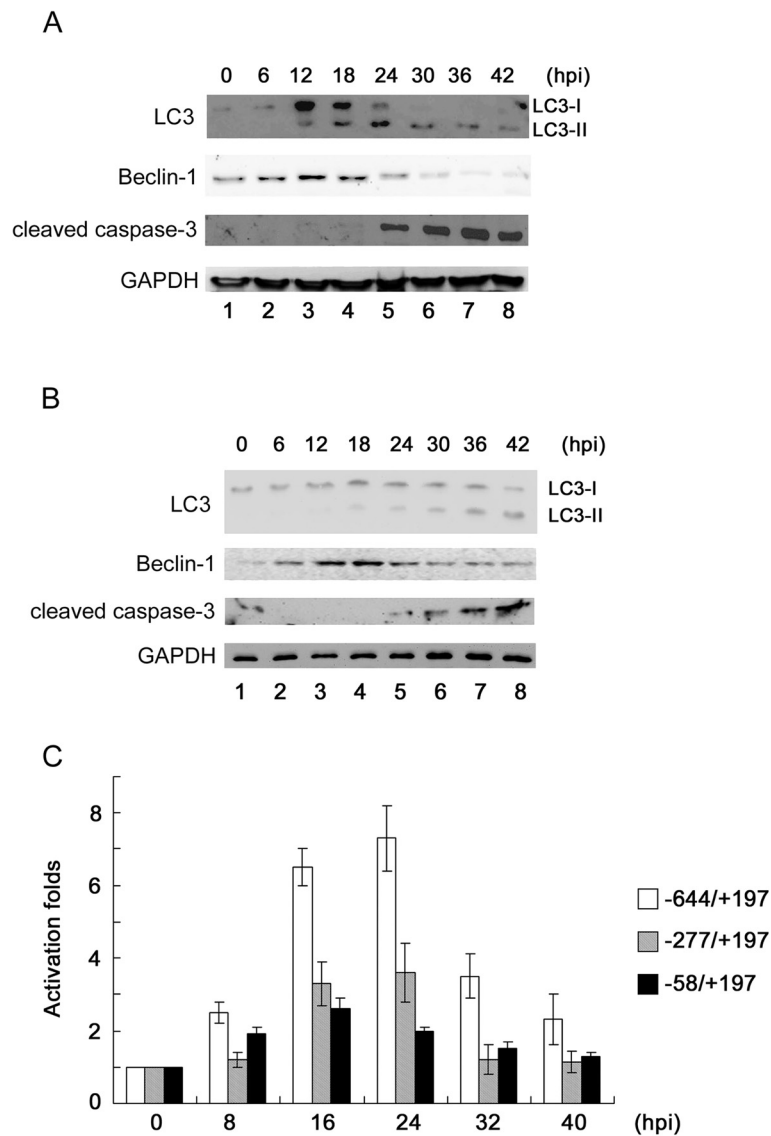 A
0 6 12 18 24 30 36 42 (hpi)
LC3
LC3-I
LC3-II
Beclin-1
cleaved caspase-3
GAPDH
1 2 3 4 5 6 7 8
B
0 6 12 18 24 30 36 42 (hpi)
LC3
LC3-I
LC3-II
Beclin-1
cleaved caspase-3
GAPDH
1 2 3 4 5 6 7 8
C
Activation folds
8
6
4
2
0
0 8 16 24 32 40 (hpi)
-644/+197
-277/+197
-58/+197